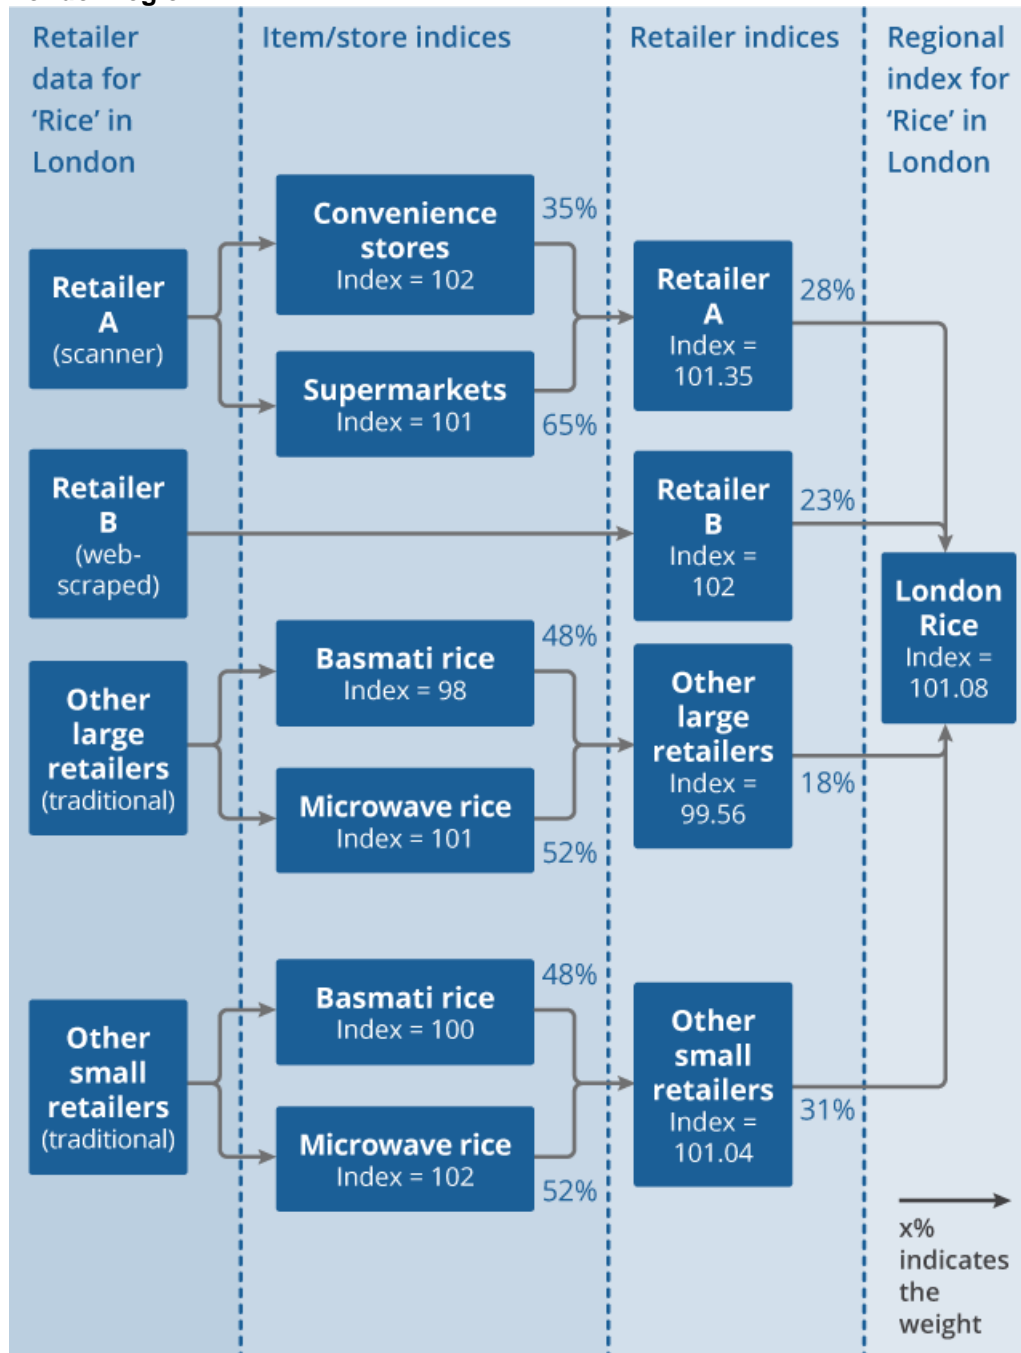 Retailer
data for
‘Rice’ in
London
Item/store indices
Retailer indices
Regional
index for
‘Rice’ in
London
Retailer
A
(scanner)
Convenience
stores
Index = 102
35%
Supermarkets
Index = 101
65%
Retailer
A
Index =
101.35
28%
Retailer
B
(web-
scraped)
Retailer
B
Index =
102
23%
London
Rice
Index =
101.08
Other
large
retailers
(traditional)
Basmati rice
Index = 98
48%
Microwave rice
Index = 101
52%
Other
large
retailers
Index =
99.56
18%
Other
small
retailers
(traditional)
Basmati rice
Index = 100
48%
Microwave rice
Index = 102
52%
Other
small
retailers
Index =
101.04
31%
x%
indicates
the
weight